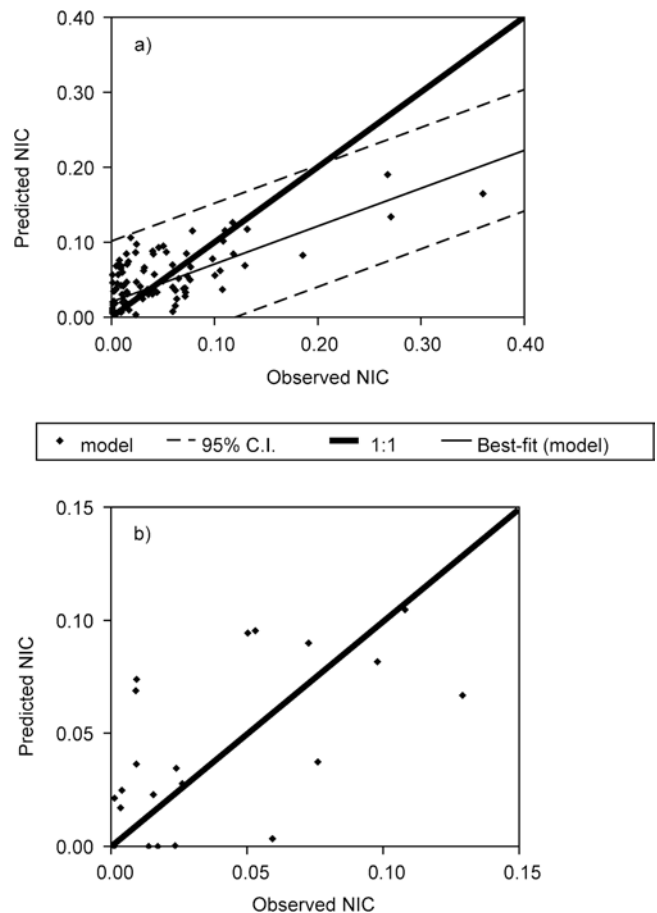 a)
0.40
0.30
0.20
0.10
0.00
Predicted NIC
0.00 0.10 0.20 0.30 0.40
Observed NIC
model 95% C.I. 1:1 Best-fit (model)
b)
0.15
0.10
0.05
0.00
Predicted NIC
0.00 0.05 0.10 0.15
Observed NIC